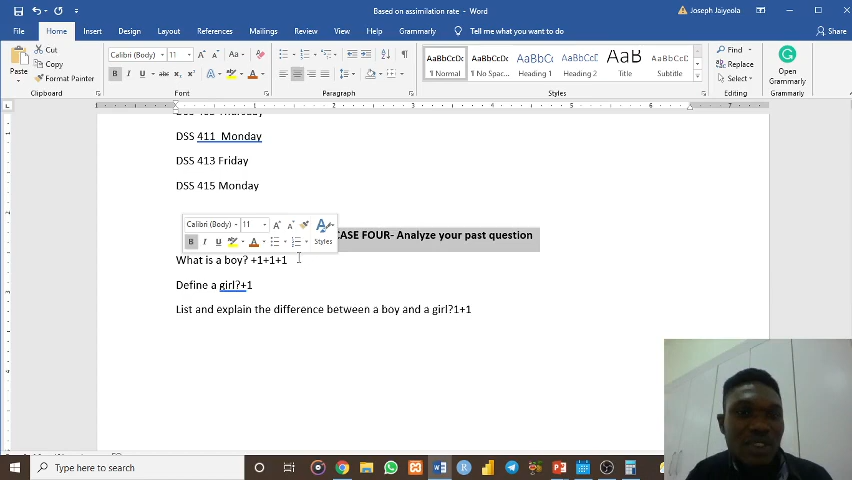 Based on assimilation rate - Word
Joseph Jaiyeola
File Home Insert Draw Design Layout References Mailings Review View Help Grammarly Tell me what you want to do Share
Paste
Cut
Copy
Format Painter
Clipboard
Calibri (Body) 11
Font
Paragraph
AaBbCcDc AaBbCcDc AaBbCc AaBbCcD AaB AaBbCcD
¶ Normal ¶ No Spac... Heading 1 Heading 2 Title Subtitle
Styles
Find
Replace
Select
Editing
Open Grammarly
Grammarly
DSS 411 Monday
DSS 413 Friday
DSS 415 Monday
Calibri (Body) 11
Styles
CASE FOUR- Analyze your past question
What is a boy? +1+1+1
Define a girl?+1
List and explain the difference between a boy and a girl?1+1
Type here to search